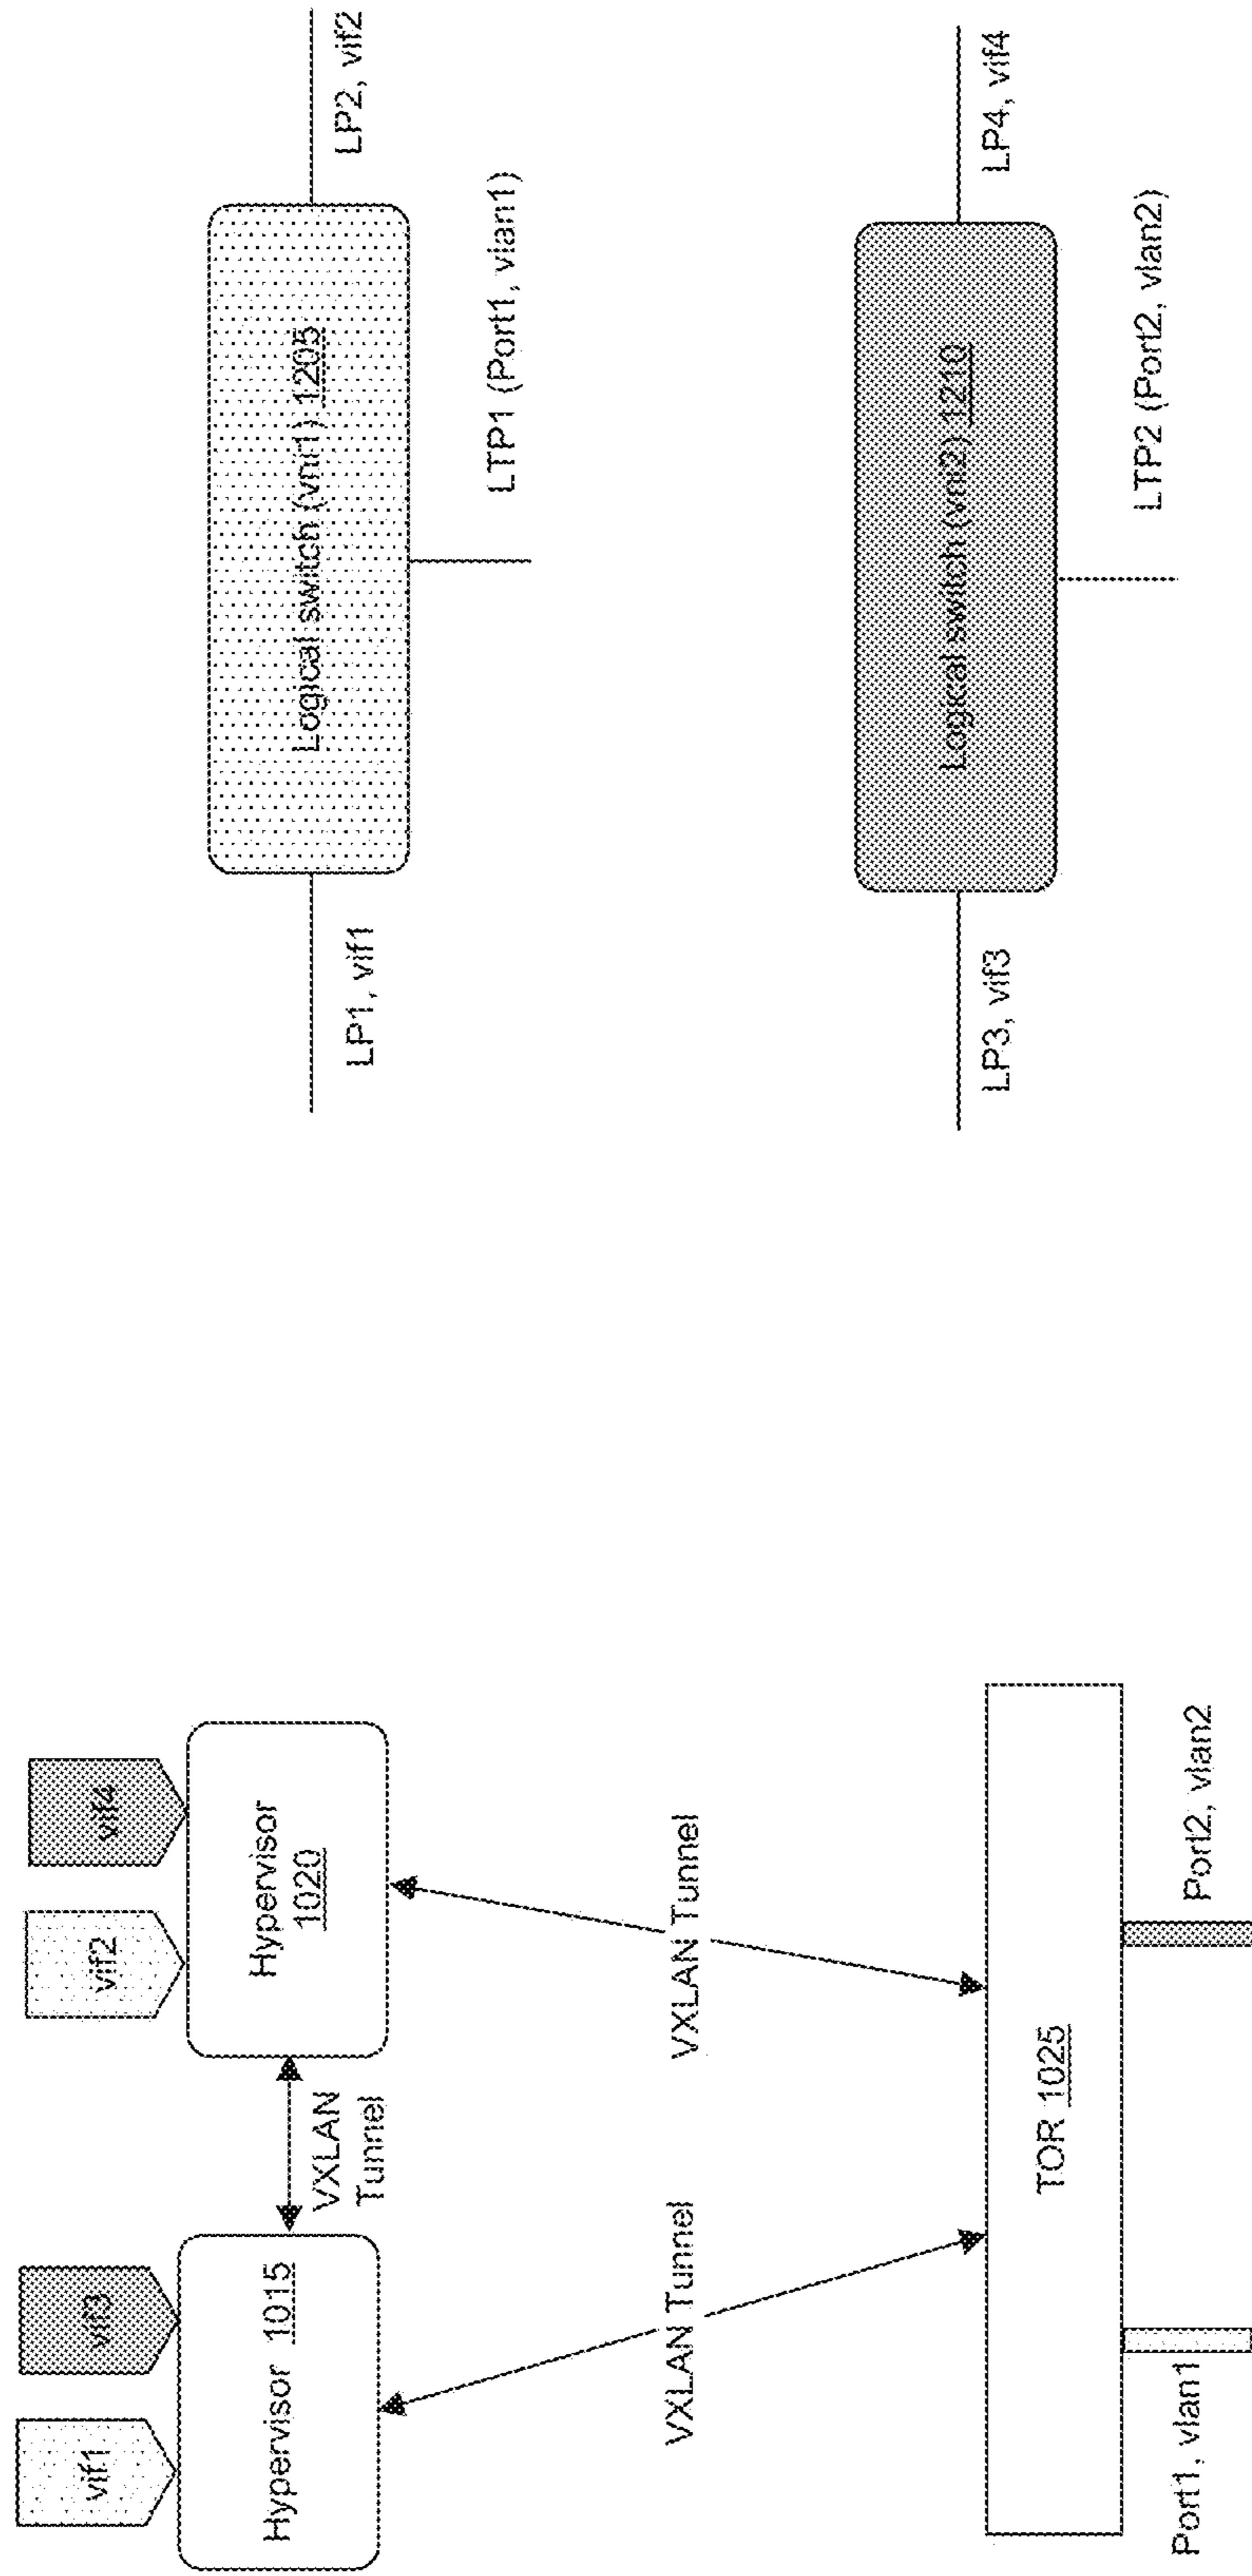 vif1
vif3
vif2
vif4
Hypervisor 1015
VXLAN
Tunnel
Hypervisor
1020
VXLAN Tunnel
VXLAN Tunnel
TOR 1025
Port1, vlan1
Port2, vlan2
LP1, vif1
Logical switch (vni1) 1205
LP2, vif2
LTP1 (Port1, vlan1)
LP3, vif3
Logical switch (vni2) 1210
LP4, vif4
LTP2 (Port2, vlan2)